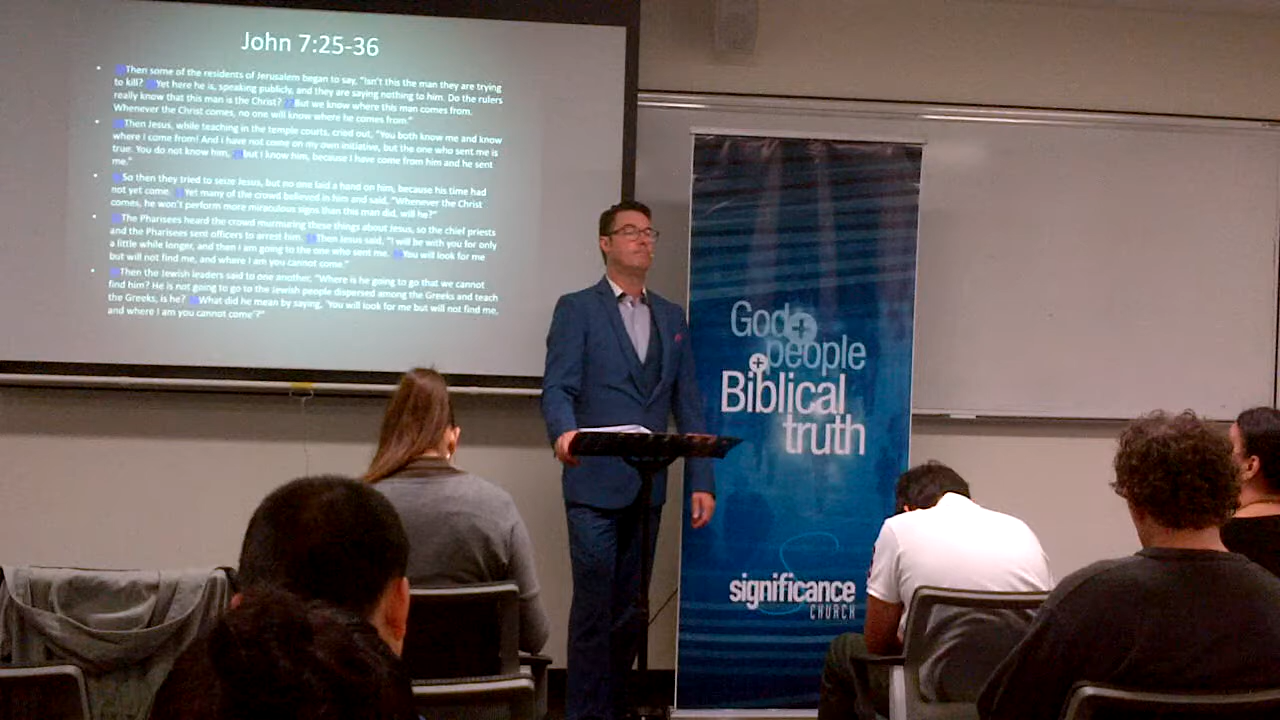 John 7:25-36
Then some of the residents of Jerusalem began to say, "Isn't this the man they are trying
to kill? Yet here he is, speaking publicly, and they are saying nothing to him. Do the rulers
really know that this man is the Christ? But we know where this man comes from.
Whenever the Christ comes, no one will know where he comes from."
Then Jesus, while teaching in the temple courts, cried out, "You both know me and know
where I come from! And I have not come on my own initiative, but the one who sent me is
true. You do not know him, but I know him, because I have come from him and he sent
me."
So then they tried to seize Jesus, but no one laid a hand on him, because his time had
not yet come. Yet many of the crowd believed in him and said, "Whenever the Christ
comes, he won't perform more miraculous signs than this man did, will he?"
The Pharisees heard the crowd murmuring these things about Jesus, so the chief priests
and the Pharisees sent officers to arrest him. Then Jesus said, "I will be with you for only
a little while longer, and then I am going to the one who sent me. You will look for me
but will not find me, and where I am you cannot come."
Then the Jewish leaders said to one another, "Where is he going to go that we cannot
find him? He is not going to go to the Jewish people dispersed among the Greeks and teach
the Greeks, is he? What did he mean by saying, 'You will look for me but will not find me,
and where I am you cannot come'?"
God+
+people
Biblical
truth
significance
CHURCH